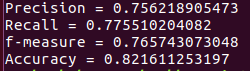 Precision = 0.756218905473
Recall = 0.775510204082
f-measure = 0.765743073048
Accuracy = 0.821611253197